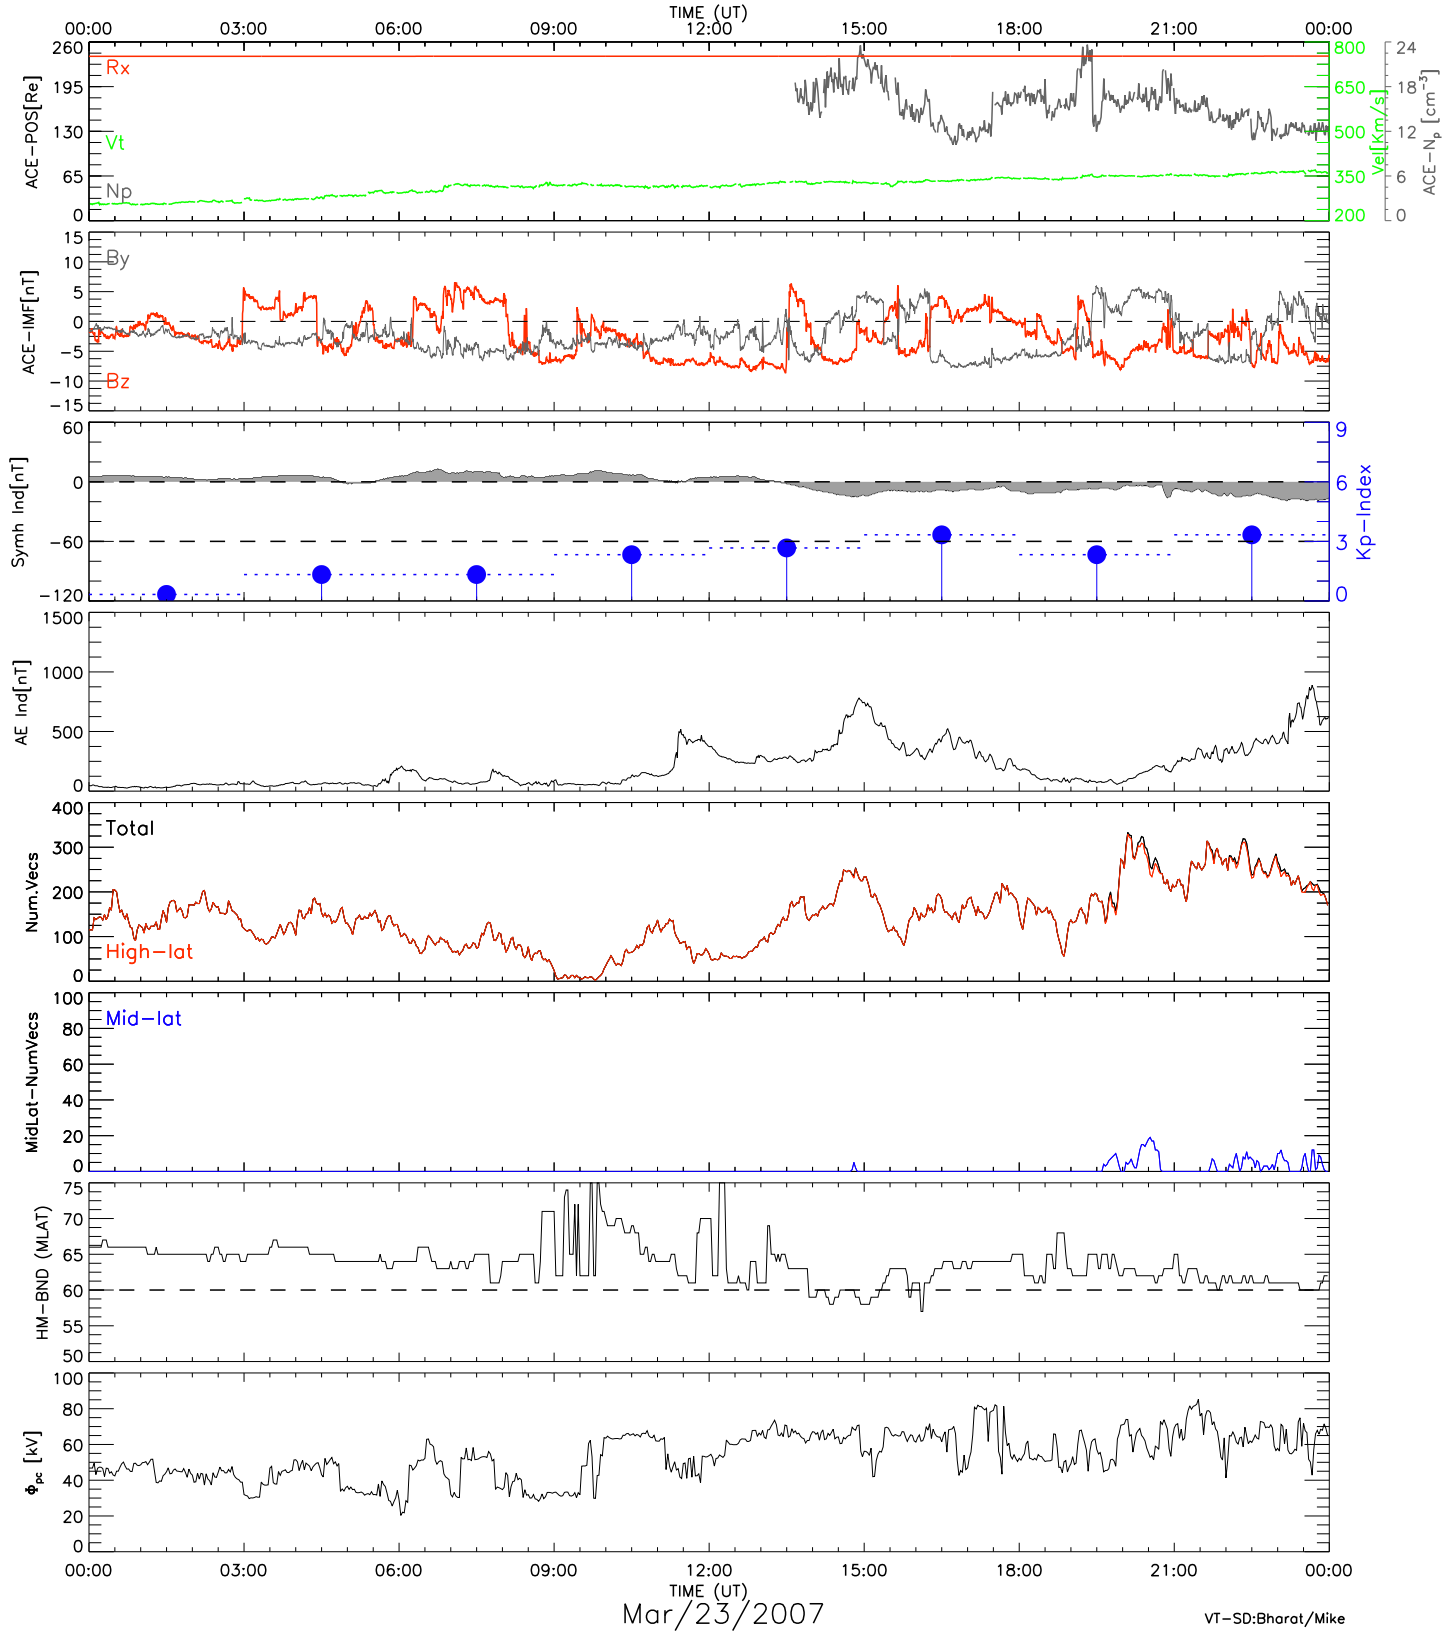 TIME (UT)
00:00 03:00 06:00 09:00 12:00 15:00 18:00 21:00 00:00
ACE-POS[Re]
260
195
130
65
0
Rx
Vt
Np
800
650
500
350
200
Vel[Km/s]
24
18
12
6
0
ACE-Np [cm-3]
ACE-IMF[nT]
15
10
5
0
-5
-10
-15
By
Bz
Symh Ind[nT]
60
0
-60
-120
9
6
3
0
Kp-Index
AE Ind[nT]
1500
1000
500
0
Num.Vecs
400
300
200
100
0
Total
High-lat
MidLat-NumVecs
100
80
60
40
20
0
Mid-lat
HM-BND (MLAT)
75
70
65
60
55
50
Φpc [kV]
100
80
60
40
20
0
00:00 03:00 06:00 09:00 12:00 15:00 18:00 21:00 00:00
TIME (UT)
Mar/23/2007
VT-SD:Bharat/Mike